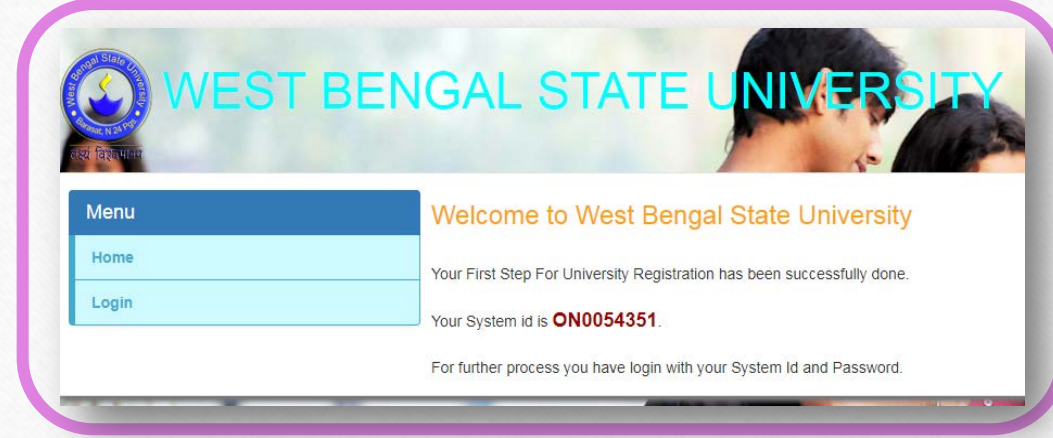 West Bengal State University
Barasat, N 24 Pgs
WEST BENGAL STATE UNIVERSITY
Menu
Home
Login
Welcome to West Bengal State University
Your First Step For University Registration has been successfully done.
Your System id is ON0054351.
For further process you have login with your System Id and Password.